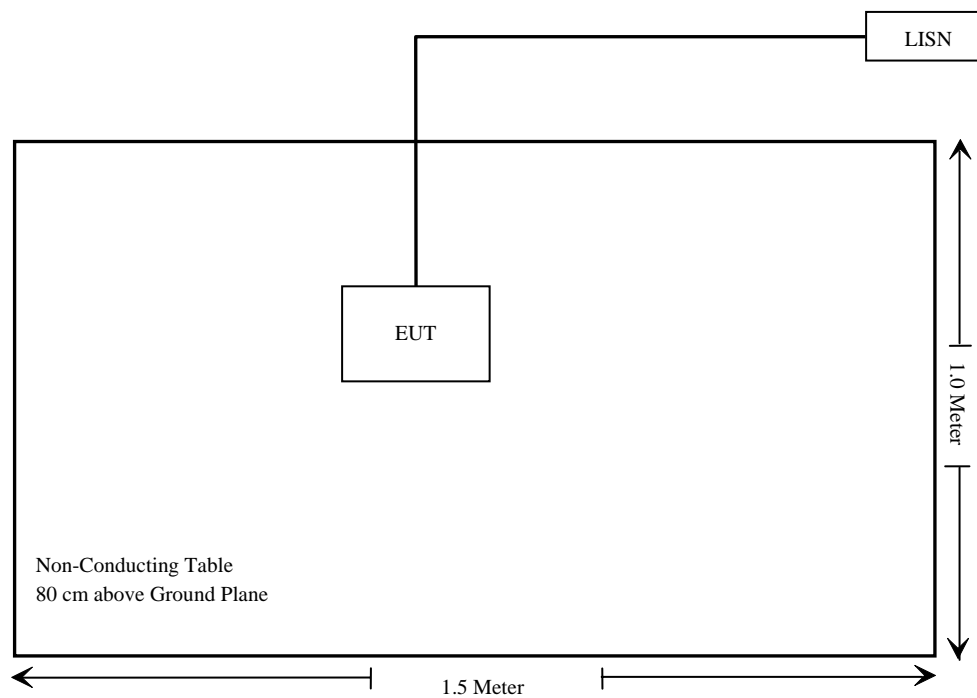 LISN
EUT
1.0 Meter
Non-Conducting Table
80 cm above Ground Plane
1.5 Meter